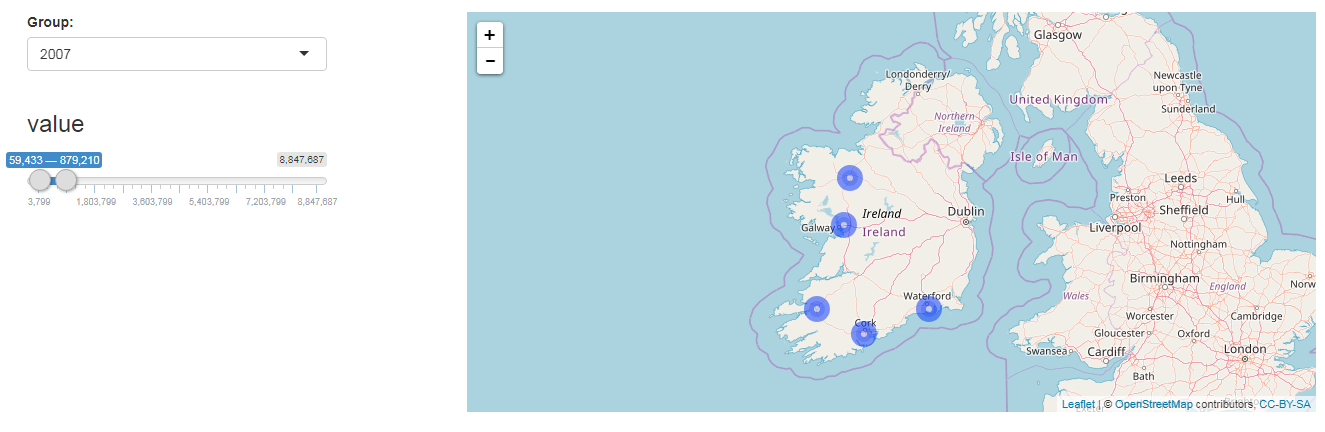 Group:
2007
value
59,433 — 879,210
8,847,687
3,799
1,803,799
3,603,799
5,403,799
7,203,799
8,847,687
+
−
Glasgow
Londonderry/
Derry
Newcastle
upon Tyne
Sunderland
United Kingdom
Northern
Ireland
Isle of Man
Leeds
Preston
Hull
Sheffield
Liverpool
Ireland
Dublin
Galway
Ireland
Nottingham
Birmingham
England
Norw
Wales
Waterford
Worcester
Cambridge
Cork
Gloucester
Oxford
Swansea
Cardiff
London
Bath
Leaflet | © OpenStreetMap contributors, CC-BY-SA